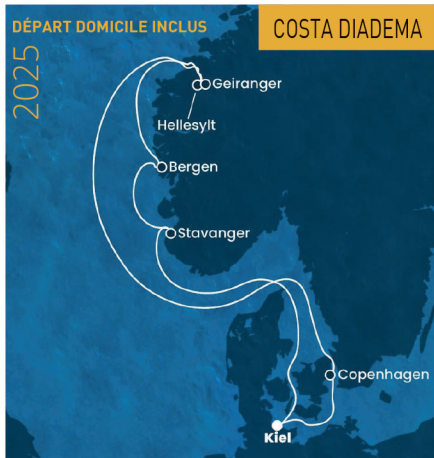 DÉPART DOMICILE INCLUS
COSTA DIADEMA
2025
Geiranger
Hellesylt
Bergen
Stavanger
Copenhagen
Kiel